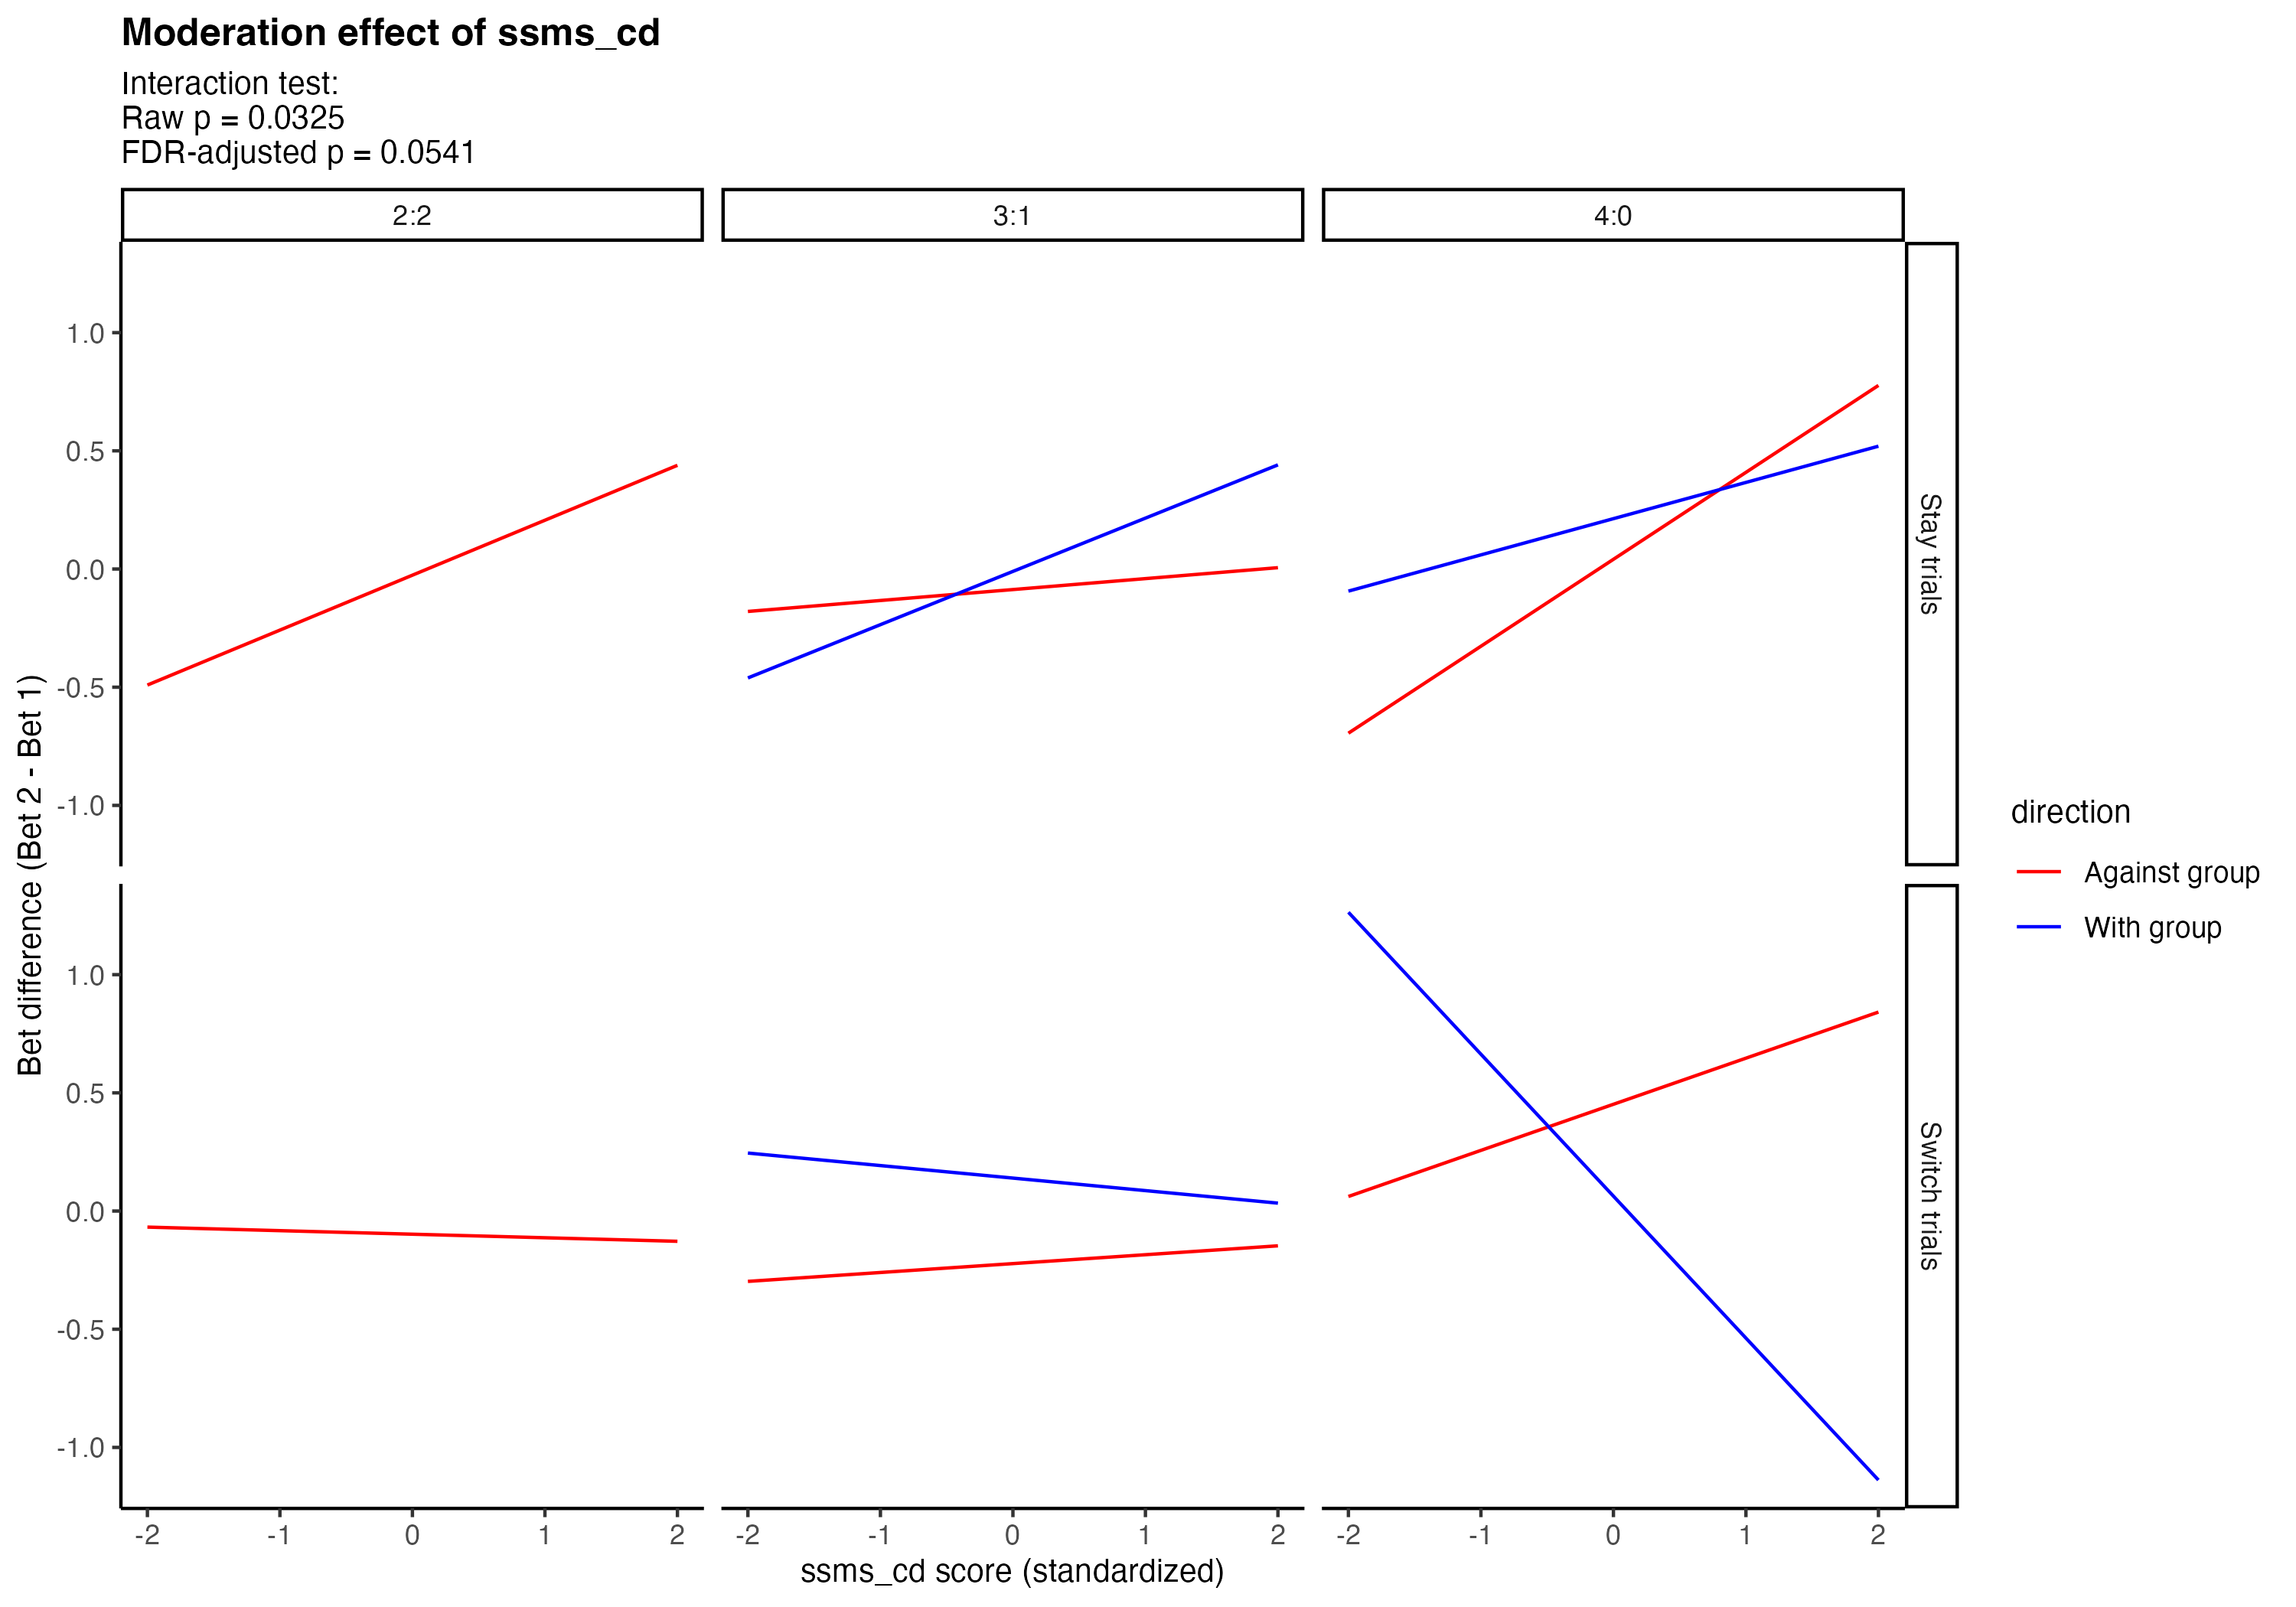 Moderation effect of ssms_cd
Interaction test:
Raw p = 0.0325
FDR-adjusted p = 0.0541
2:2 3:1 4:0
1.0
0.5
0.0
-0.5
-1.0
Stay trials
1.0
0.5
0.0
-0.5
-1.0
Switch trials
Bet difference (Bet 2 - Bet 1)
-2 -1 0 1 2 -2 -1 0 1 2 -2 -1 0 1 2
ssms_cd score (standardized)
direction
Against group
With group